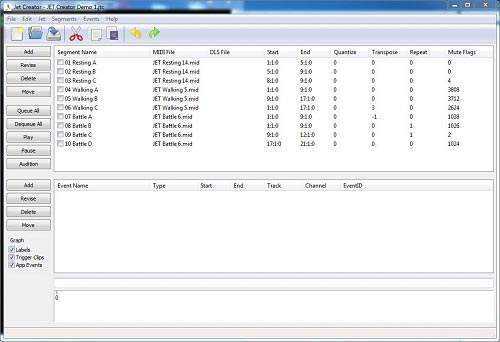 Jet Creator - JET Creator Demo 1.jtc
File Edit Jet Segments Events Help
Add
Revise
Delete
Move
Queue All
Dequeue All
Play
Pause
Audition
Segment Name MIDI File DLS File Start End Quantize Transpose Repeat Mute Flags
01 Resting A JET Resting 14.mid 1:1:0 5:1:0 0 0 0 0
02 Resting B JET Resting 14.mid 5:1:0 9:1:0 0 0 0 0
03 Resting C JET Resting 14.mid 8:1:0 9:1:0 0 0 0 4
04 Walking A JET Walking 5.mid 1:1:0 9:1:0 0 0 0 3808
05 Walking B JET Walking 5.mid 9:1:0 17:1:0 0 0 0 3712
06 Walking C JET Walking 5.mid 1:1:0 17:1:0 0 3 0 2624
07 Battle A JET Battle 6.mid 1:1:0 9:1:0 0 -1 0 1038
08 Battle B JET Battle 6.mid 1:1:0 9:1:0 0 0 1 1026
09 Battle C JET Battle 6.mid 9:1:0 12:1:0 0 0 1 2
10 Battle D JET Battle 6.mid 17:1:0 21:1:0 0 0 0 1024
Add
Revise
Delete
Move
Event Name Type Start End Track Channel EventID
Graph
Labels
Trigger Clips
App Events
0